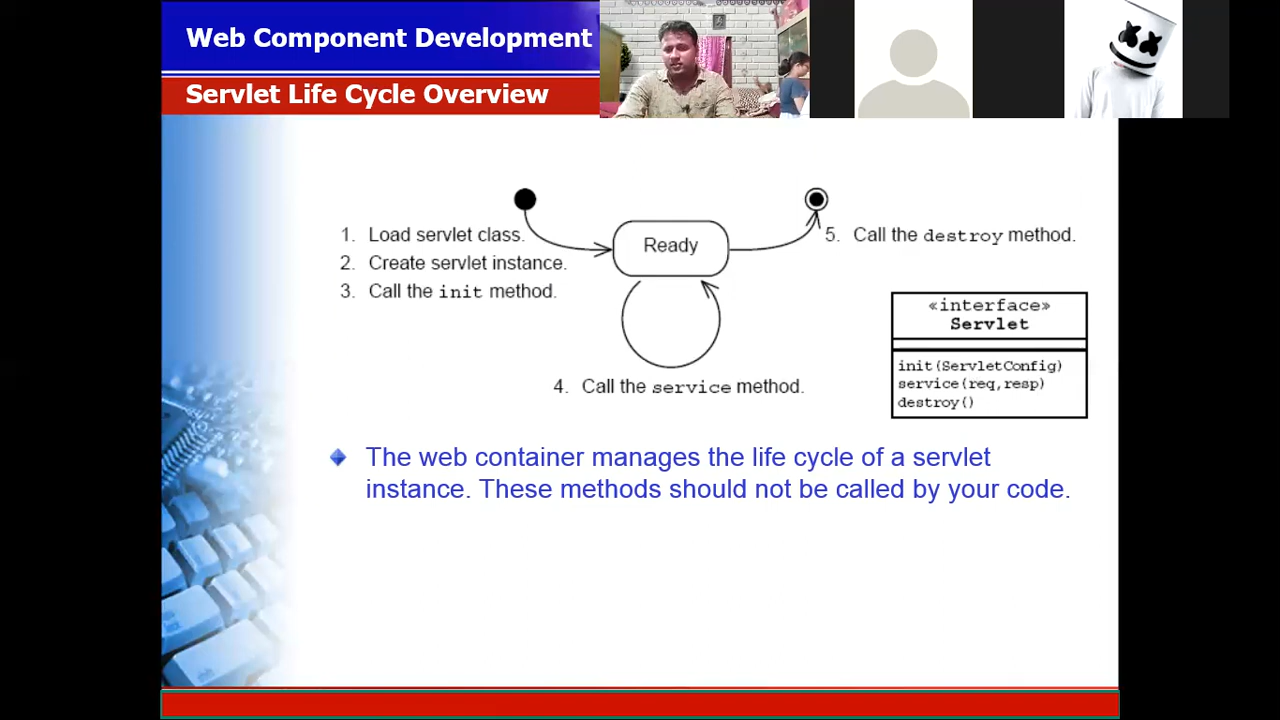 Web Component Development
Servlet Life Cycle Overview
1. Load servlet class.
2. Create servlet instance.
3. Call the init method.
Ready
5. Call the destroy method.
4. Call the service method.
«interface»
Servlet
init(ServletConfig)
service(req,resp)
destroy()
The web container manages the life cycle of a servlet
instance. These methods should not be called by your code.